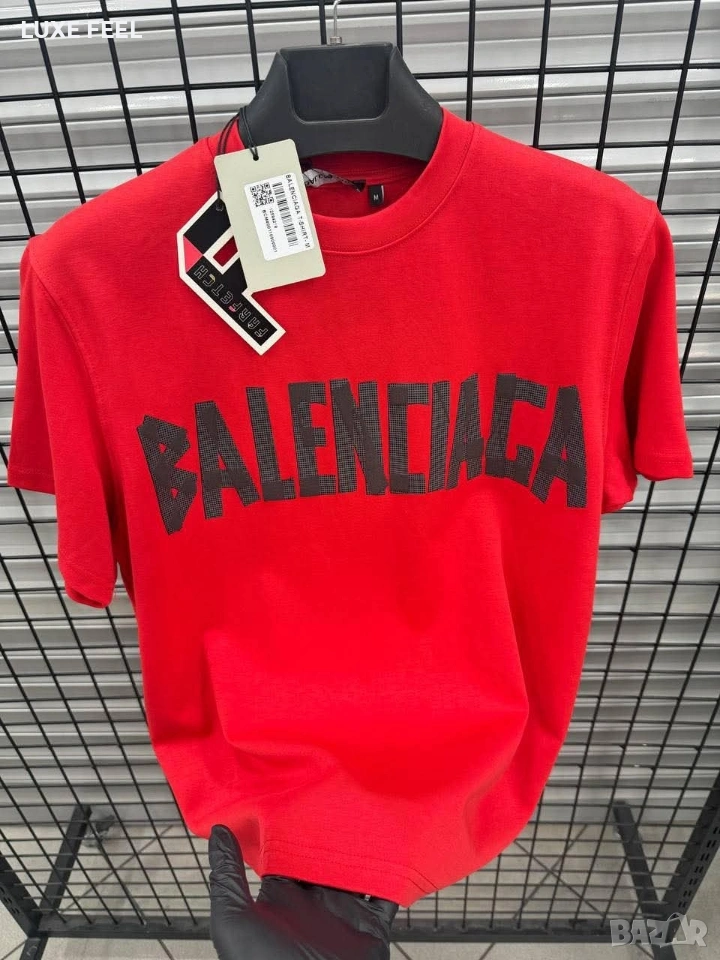 LUXE FEEL
BALENCIAGA T-SHIRT- M
M
FARFETCH
BALENCIAGA
BAZAR